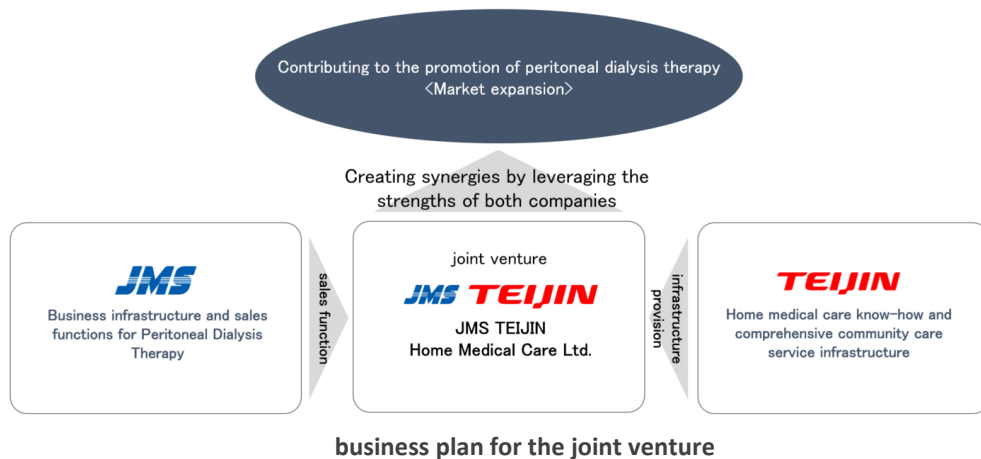 Contributing to the promotion of peritoneal dialysis therapy
<Market expansion>
Creating synergies by leveraging the
strengths of both companies
JMS
Business infrastructure and sales
functions for Peritoneal Dialysis
Therapy
sales function
joint venture
JMS TEIJIN
JMS TEIJIN
Home Medical Care Ltd.
infrastructure
provision
TEIJIN
Home medical care know-how and
comprehensive community care
service infrastructure
business plan for the joint venture